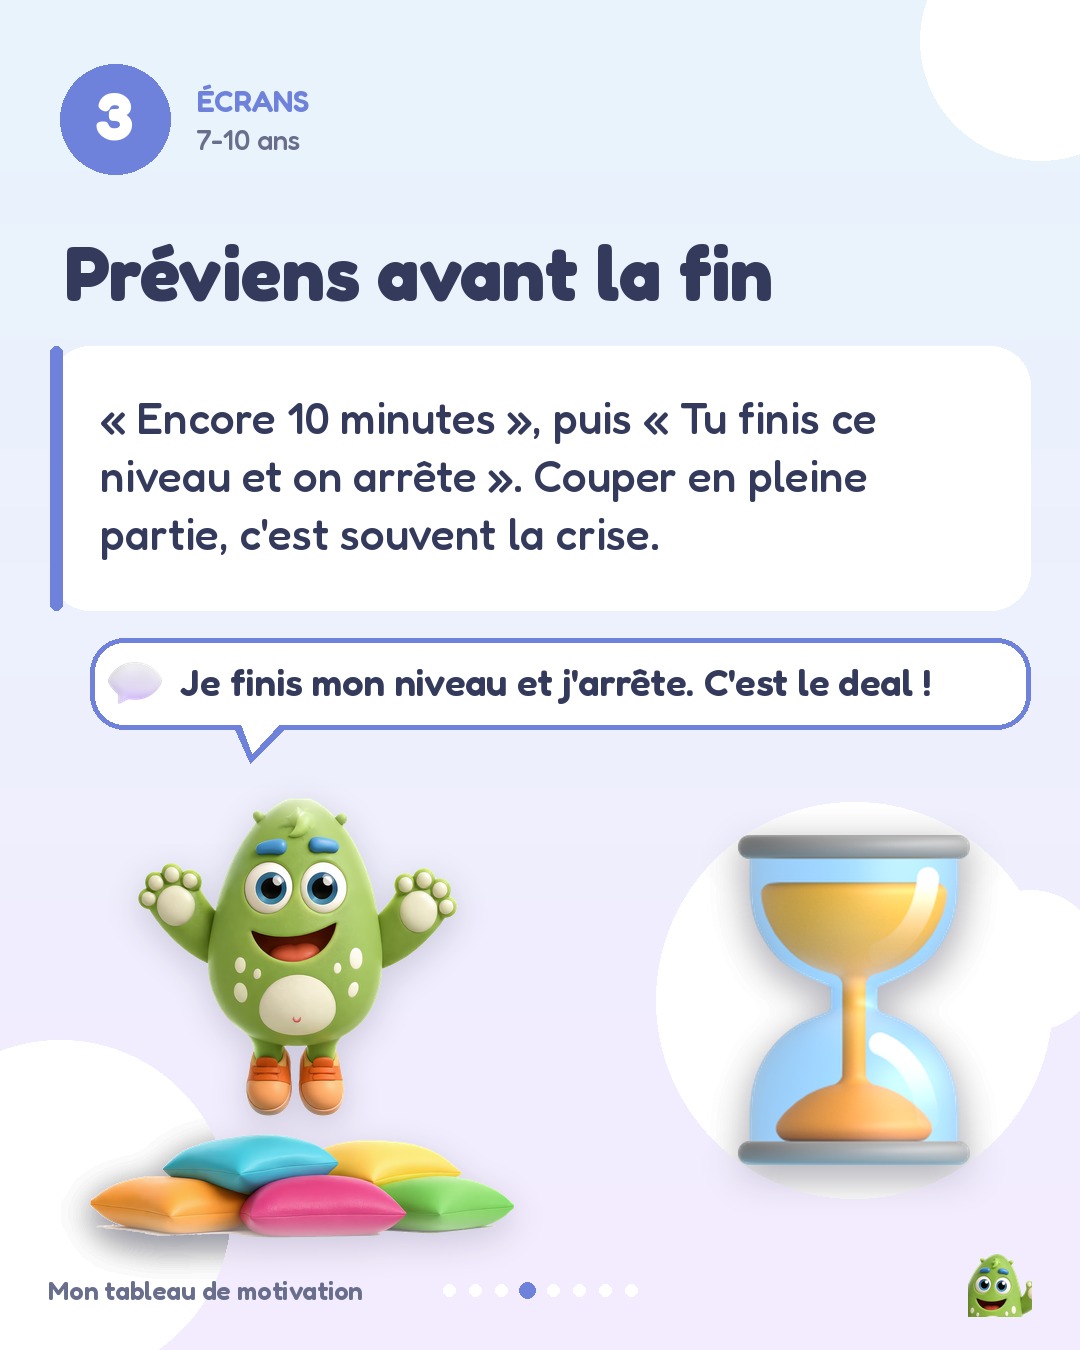 3
ÉCRANS
7-10 ans
Préviens avant la fin
« Encore 10 minutes », puis « Tu finis ce
niveau et on arrête ». Couper en pleine
partie, c'est souvent la crise.
Je finis mon niveau et j'arrête. C'est le deal !
Mon tableau de motivation